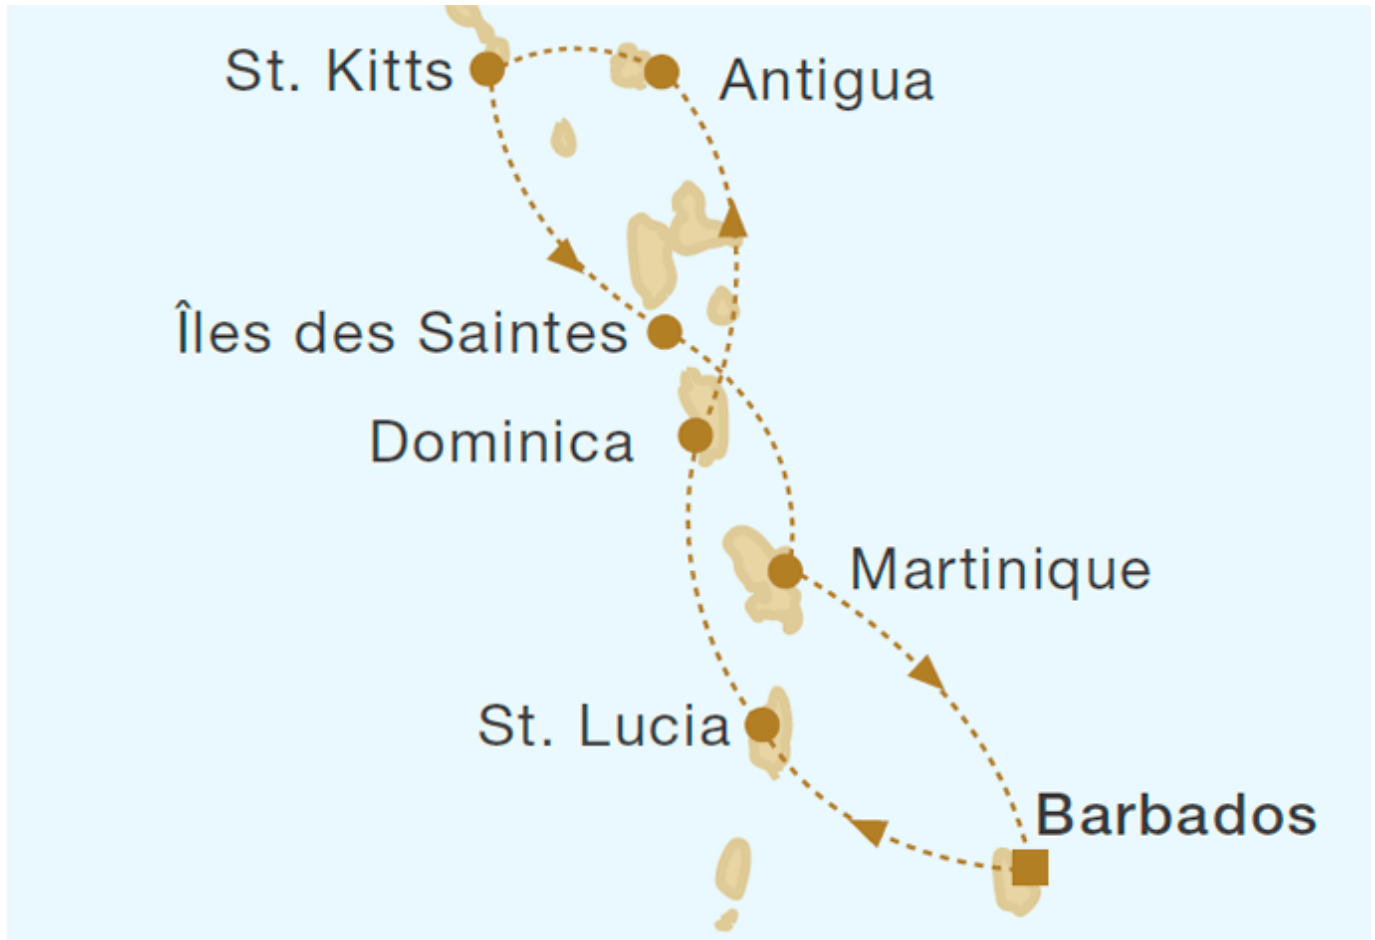 St. Kitts
Antigua
Îles des Saintes
Dominica
Martinique
St. Lucia
Barbados